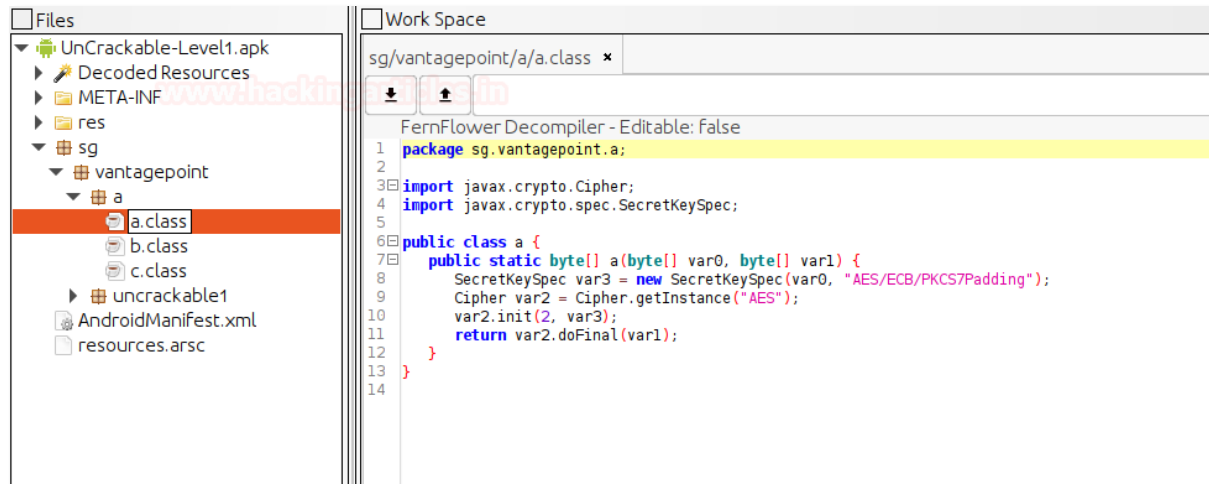 Files
UnCrackable-Level1.apk
Decoded Resources
META-INF
res
sg
vantagepoint
a
a.class
b.class
c.class
uncrackable1
AndroidManifest.xml
resources.arsc
www.hackingarticles.in
Work Space
sg/vantagepoint/a/a.class ×
FernFlower Decompiler - Editable: false
1 package sg.vantagepoint.a;
2
3 import javax.crypto.Cipher;
4 import javax.crypto.spec.SecretKeySpec;
5
6 public class a {
7 public static byte[] a(byte[] var0, byte[] var1) {
8 SecretKeySpec var3 = new SecretKeySpec(var0, "AES/ECB/PKCS7Padding");
9 Cipher var2 = Cipher.getInstance("AES");
10 var2.init(2, var3);
11 return var2.doFinal(var1);
12 }
13 }
14